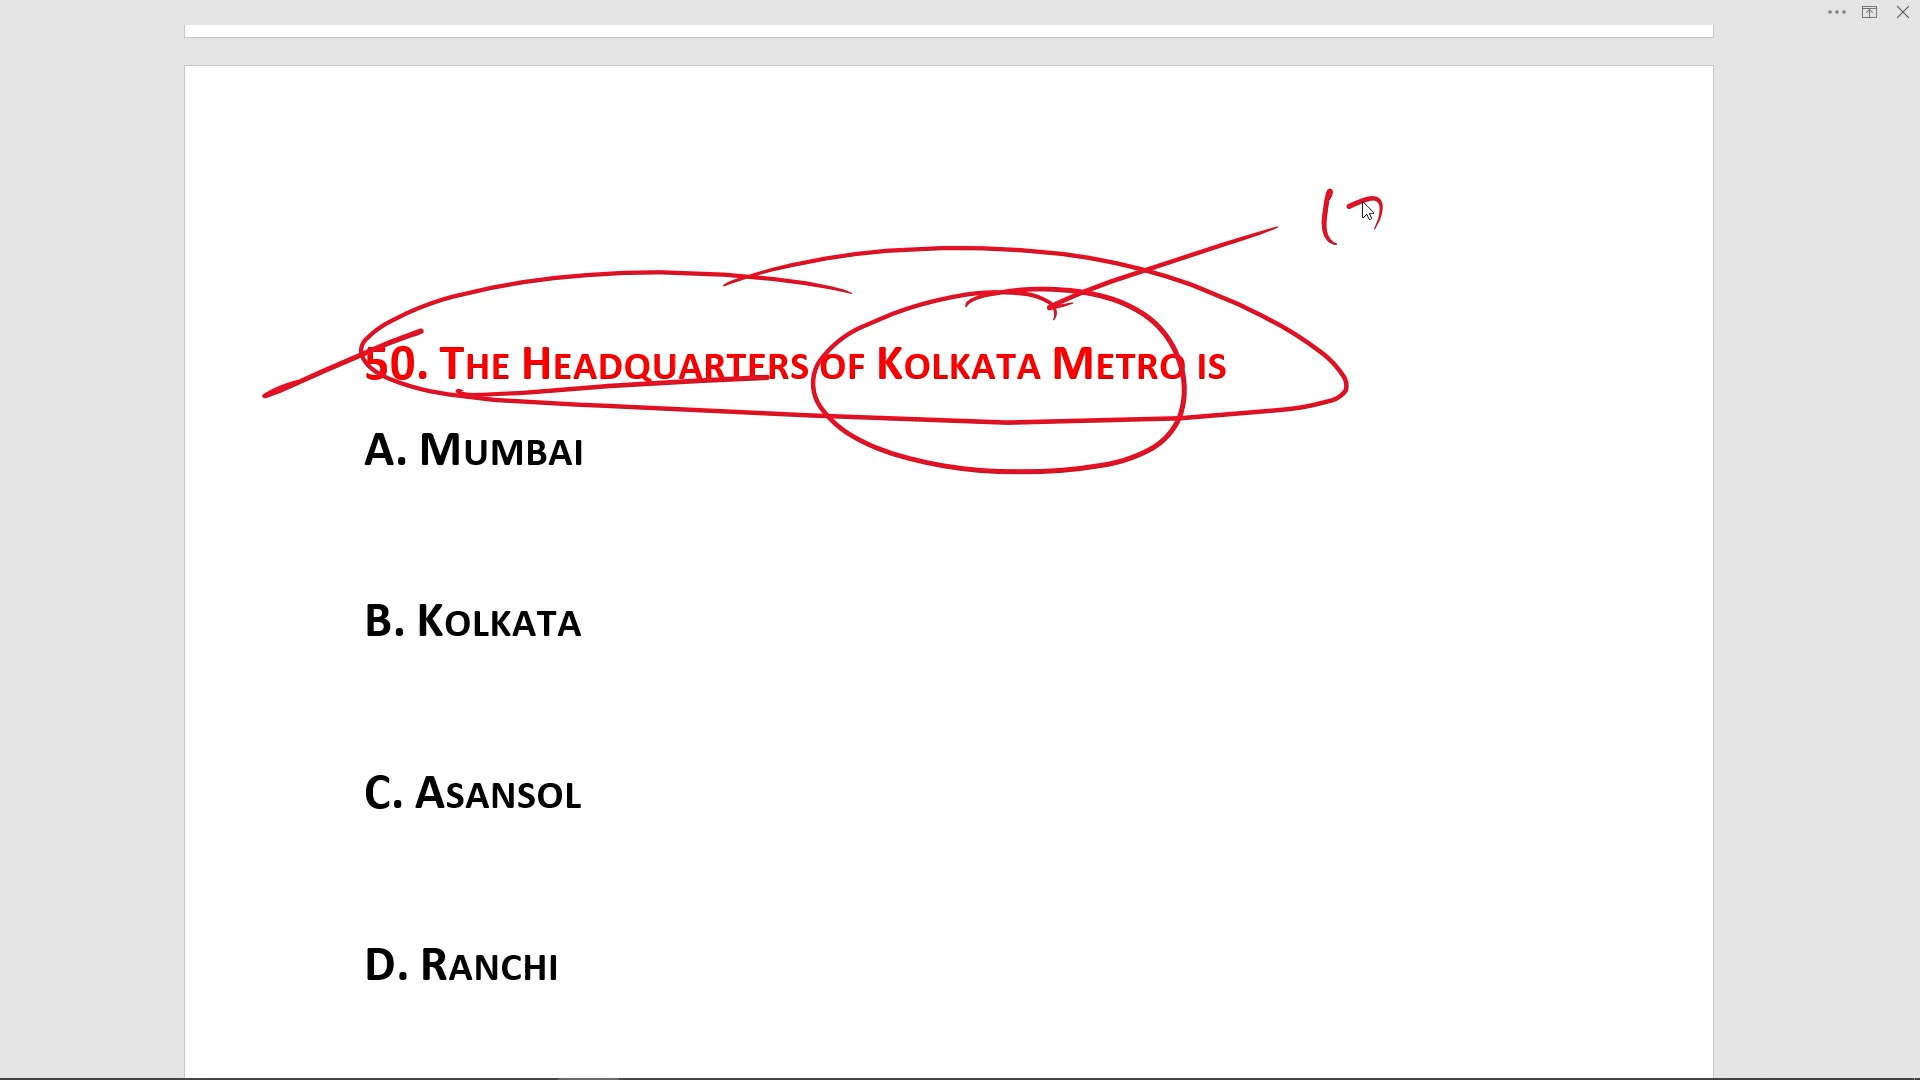 50. The Headquarters of Kolkata Metro is
A. Mumbai
B. Kolkata
C. Asansol
D. Ranchi